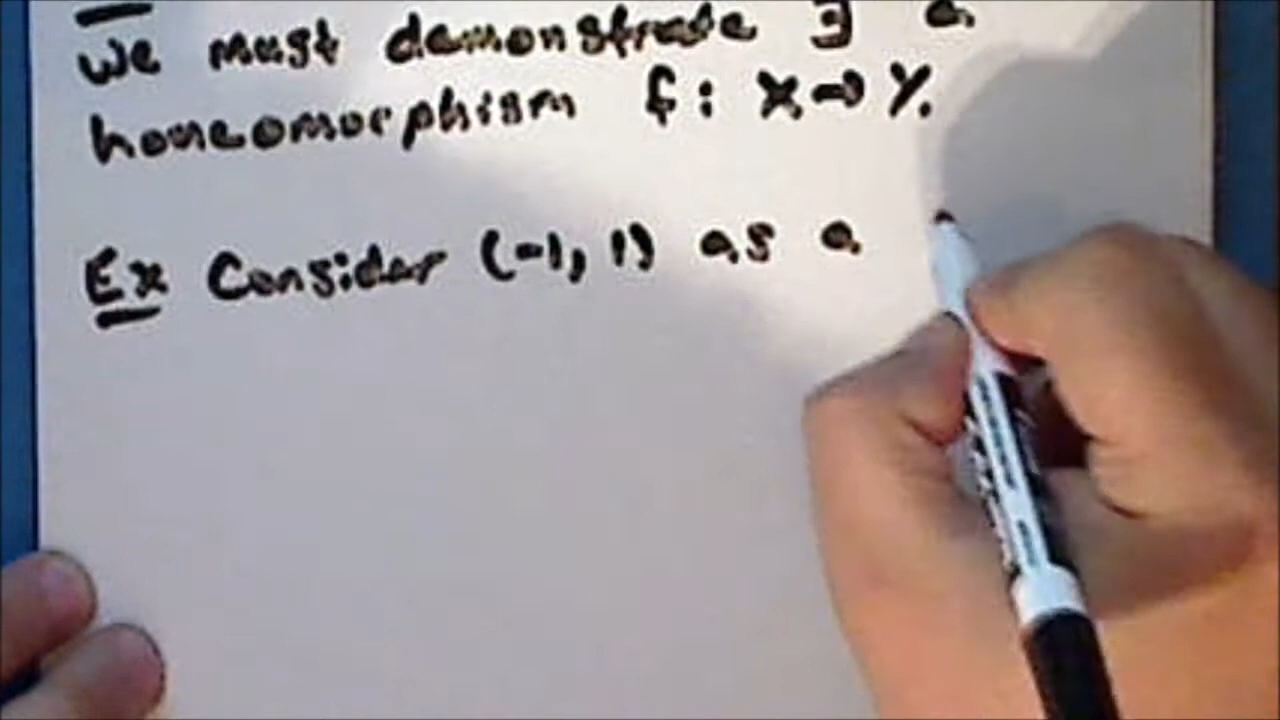 we must demonstrate ∃ a
homeomorphism f: X→Y.
Ex Consider (-1, 1) as a